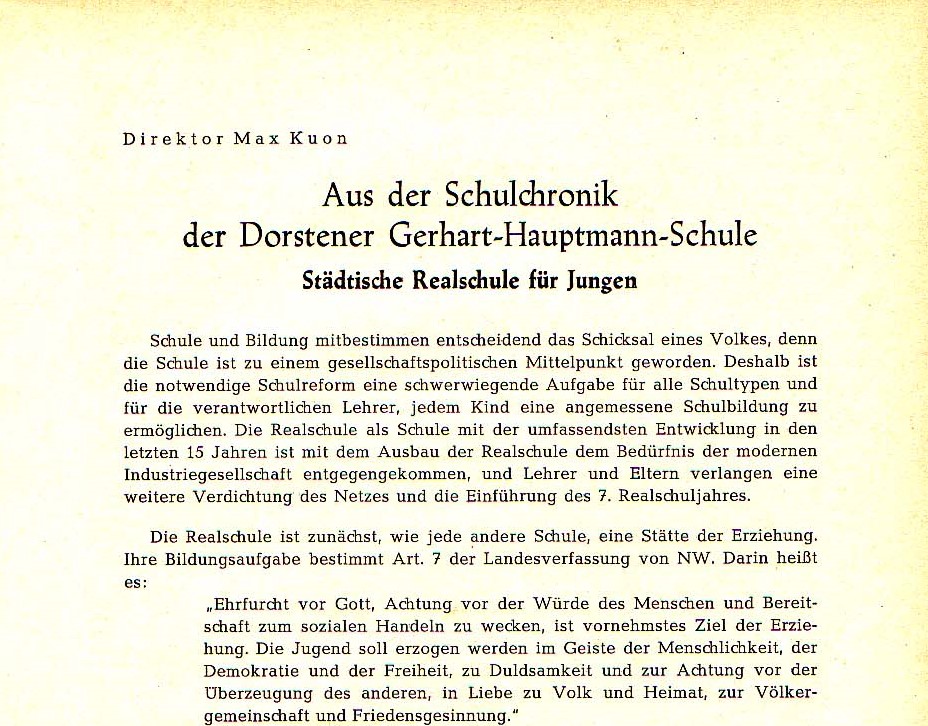 Direktor Max Kuon
Aus der Schulchronik
der Dorstener Gerhart-Hauptmann-Schule
Städtische Realschule für Jungen
Schule und Bildung mitbestimmen entscheidend das Schicksal eines Volkes, denn
die Schule ist zu einem gesellschaftspolitischen Mittelpunkt geworden. Deshalb ist
die notwendige Schulreform eine schwerwiegende Aufgabe für alle Schultypen und
für die verantwortlichen Lehrer, jedem Kind eine angemessene Schulbildung zu
ermöglichen. Die Realschule als Schule mit der umfassendsten Entwicklung in den
letzten 15 Jahren ist mit dem Ausbau der Realschule dem Bedürfnis der modernen
Industriegesellschaft entgegengekommen, und Lehrer und Eltern verlangen eine
weitere Verdichtung des Netzes und die Einführung des 7. Realschuljahres.
Die Realschule ist zunächst, wie jede andere Schule, eine Stätte der Erziehung.
Ihre Bildungsaufgabe bestimmt Art. 7 der Landesverfassung von NW. Darin heißt
es:
„Ehrfurcht vor Gott, Achtung vor der Würde des Menschen und Bereit-
schaft zum sozialen Handeln zu wecken, ist vornehmstes Ziel der Erzie-
hung. Die Jugend soll erzogen werden im Geiste der Menschlichkeit, der
Demokratie und der Freiheit, zu Duldsamkeit und zur Achtung vor der
Überzeugung des anderen, in Liebe zu Volk und Heimat, zur Völker-
gemeinschaft und Friedensgesinnung."